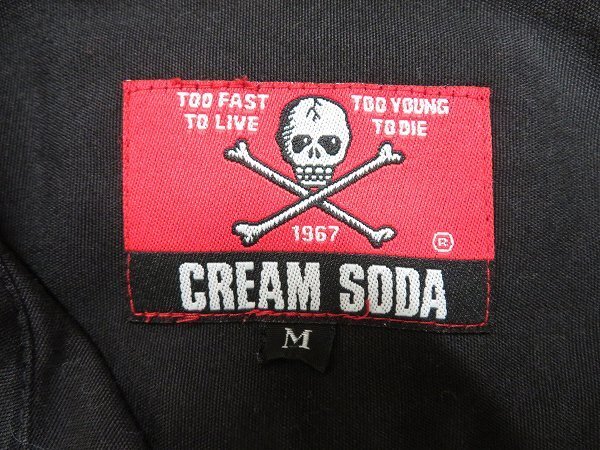 TOO FAST
TO LIVE
TOO YOUNG
TO DIE
1967
®
CREAM SODA
M